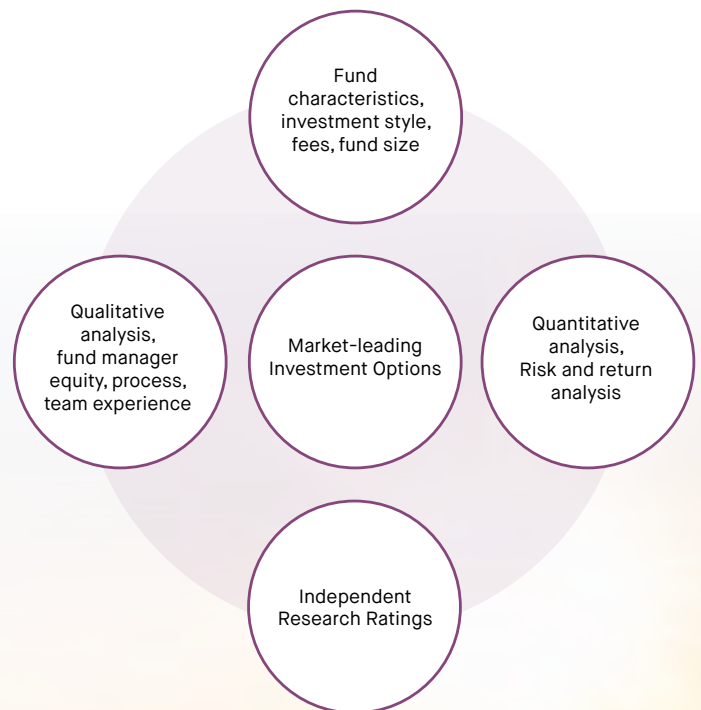 Fund
characteristics,
investment style,
fees, fund size
Qualitative
analysis,
fund manager
equity, process,
team experience
Market-leading
Investment Options
Quantitative
analysis,
Risk and return
analysis
Independent
Research Ratings